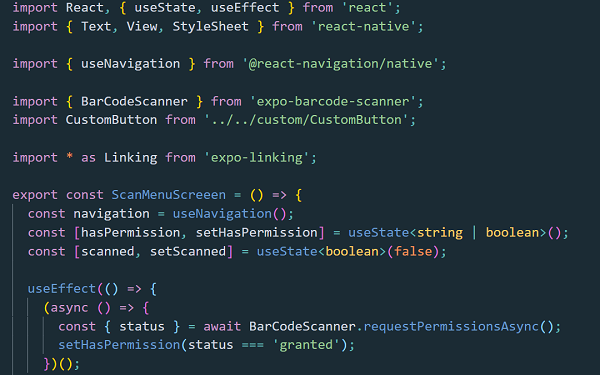 import React, { useState, useEffect } from 'react';
import { Text, View, StyleSheet } from 'react-native';
import { useNavigation } from '@react-navigation/native';
import { BarCodeScanner } from 'expo-barcode-scanner';
import CustomButton from '../../custom/CustomButton';
import * as Linking from 'expo-linking';
export const ScanMenuScreeen = () => {
const navigation = useNavigation();
const [hasPermission, setHasPermission] = useState<string | boolean>();
const [scanned, setScanned] = useState<boolean>(false);
useEffect(() => {
(async () => {
const { status } = await BarCodeScanner.requestPermissionsAsync();
setHasPermission(status === 'granted');
})();